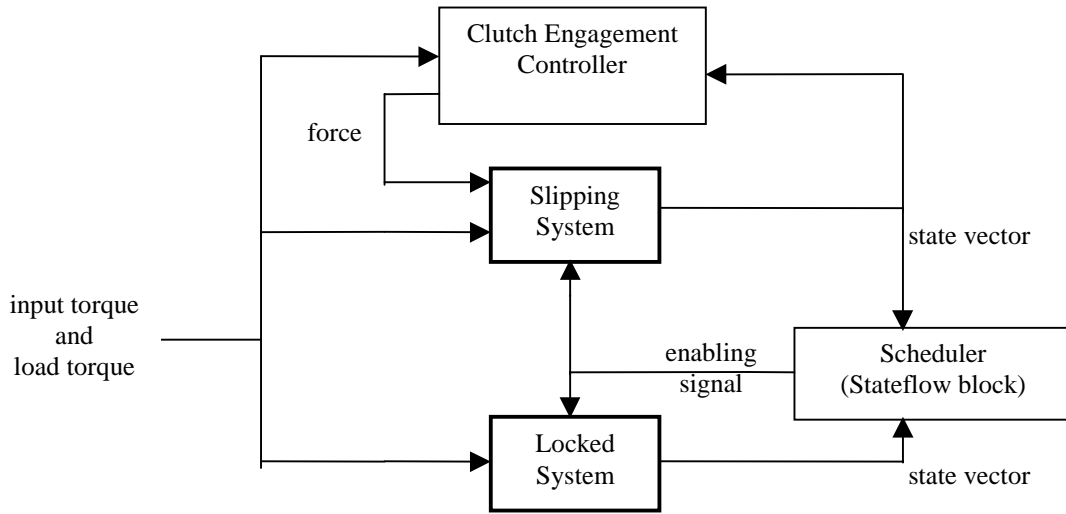 Clutch Engagement
Controller
force
Slipping
System
state vector
input torque
and
load torque
enabling
signal
Scheduler
(Stateflow block)
Locked
System
state vector